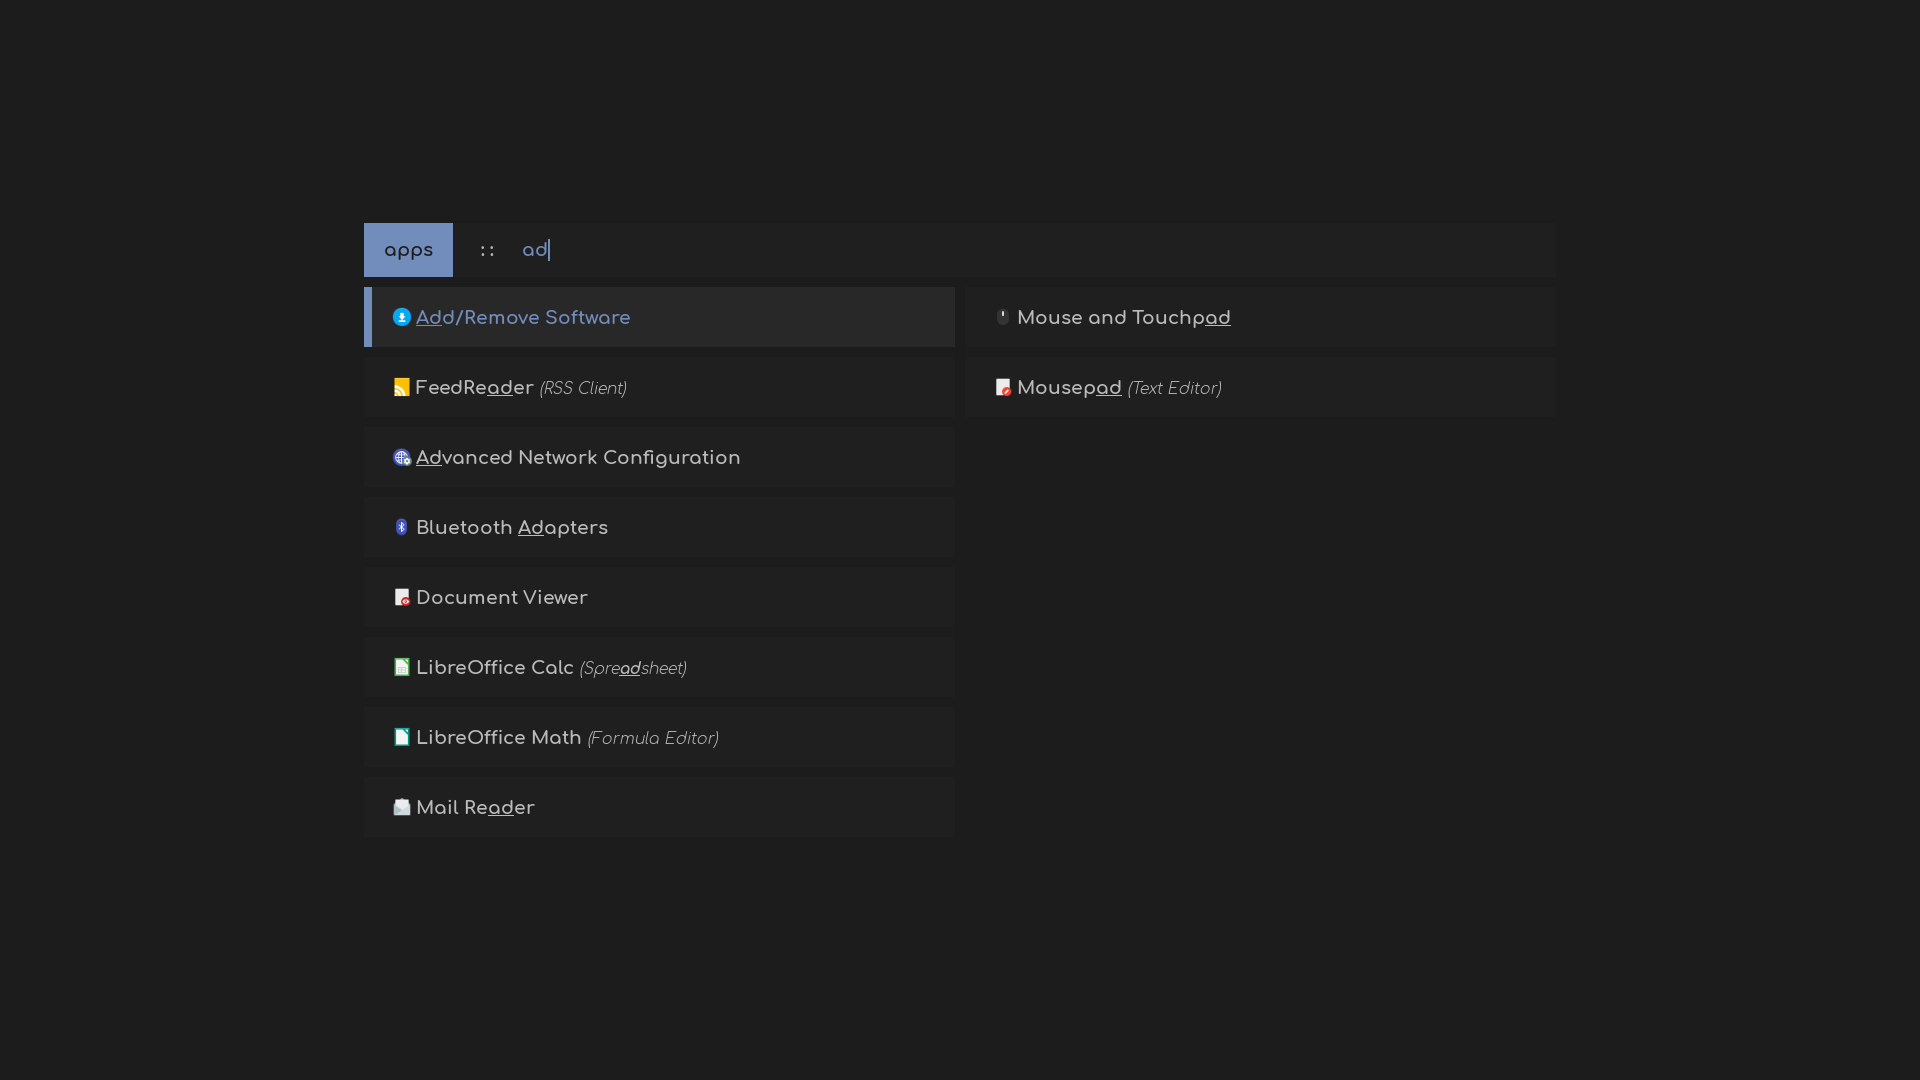 apps :: ad
Add/Remove Software
FeedReader (RSS Client)
Advanced Network Configuration
Bluetooth Adapters
Document Viewer
LibreOffice Calc (Spreadsheet)
LibreOffice Math (Formula Editor)
Mail Reader
Mouse and Touchpad
Mousepad (Text Editor)